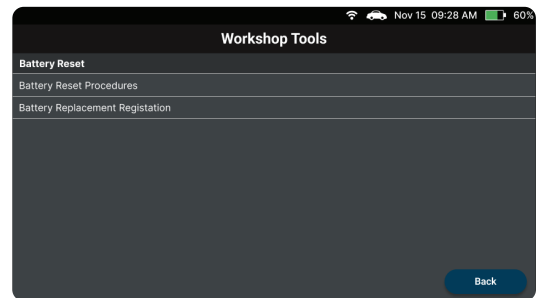 Nov 15 09:28 AM 60%
Workshop Tools
Battery Reset
Battery Reset Procedures
Battery Replacement Registation
Back